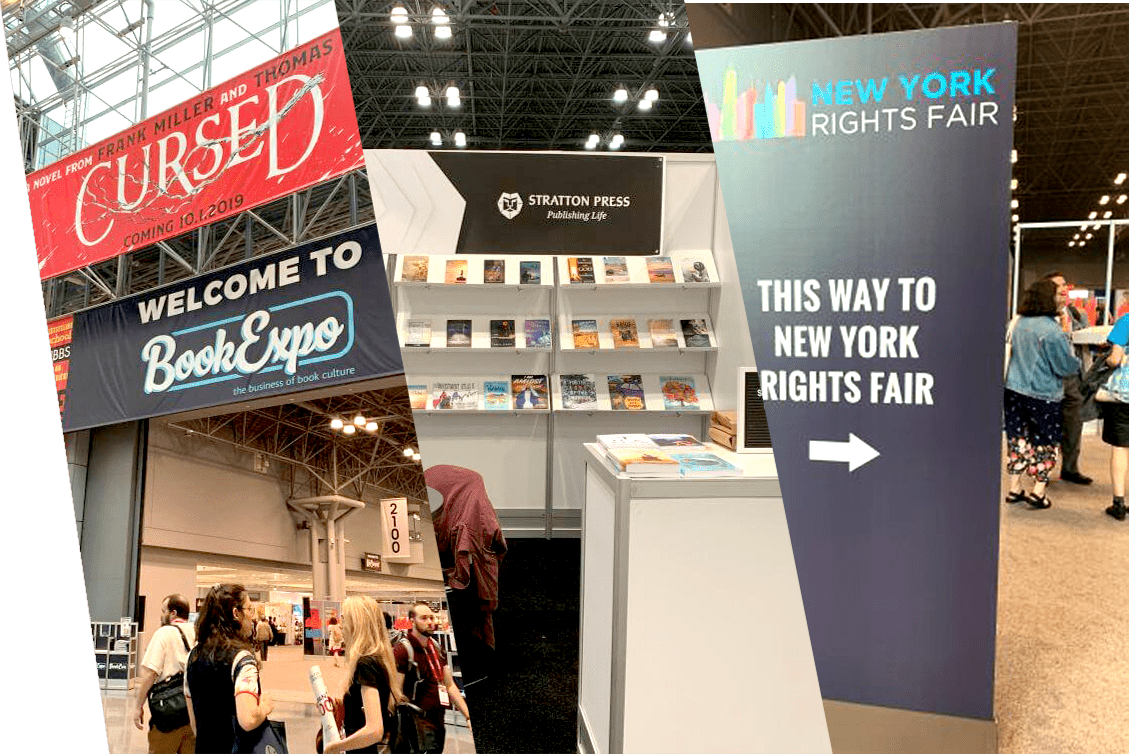 A NOVEL FROM FRANK MILLER AND THOMAS
CURSED
COMING 10.1.2019
WELCOME TO
BookExpo
the business of book culture
2100
STRATTON PRESS
Publishing Life
NEW YORK
RIGHTS FAIR
THIS WAY TO
NEW YORK
RIGHTS FAIR